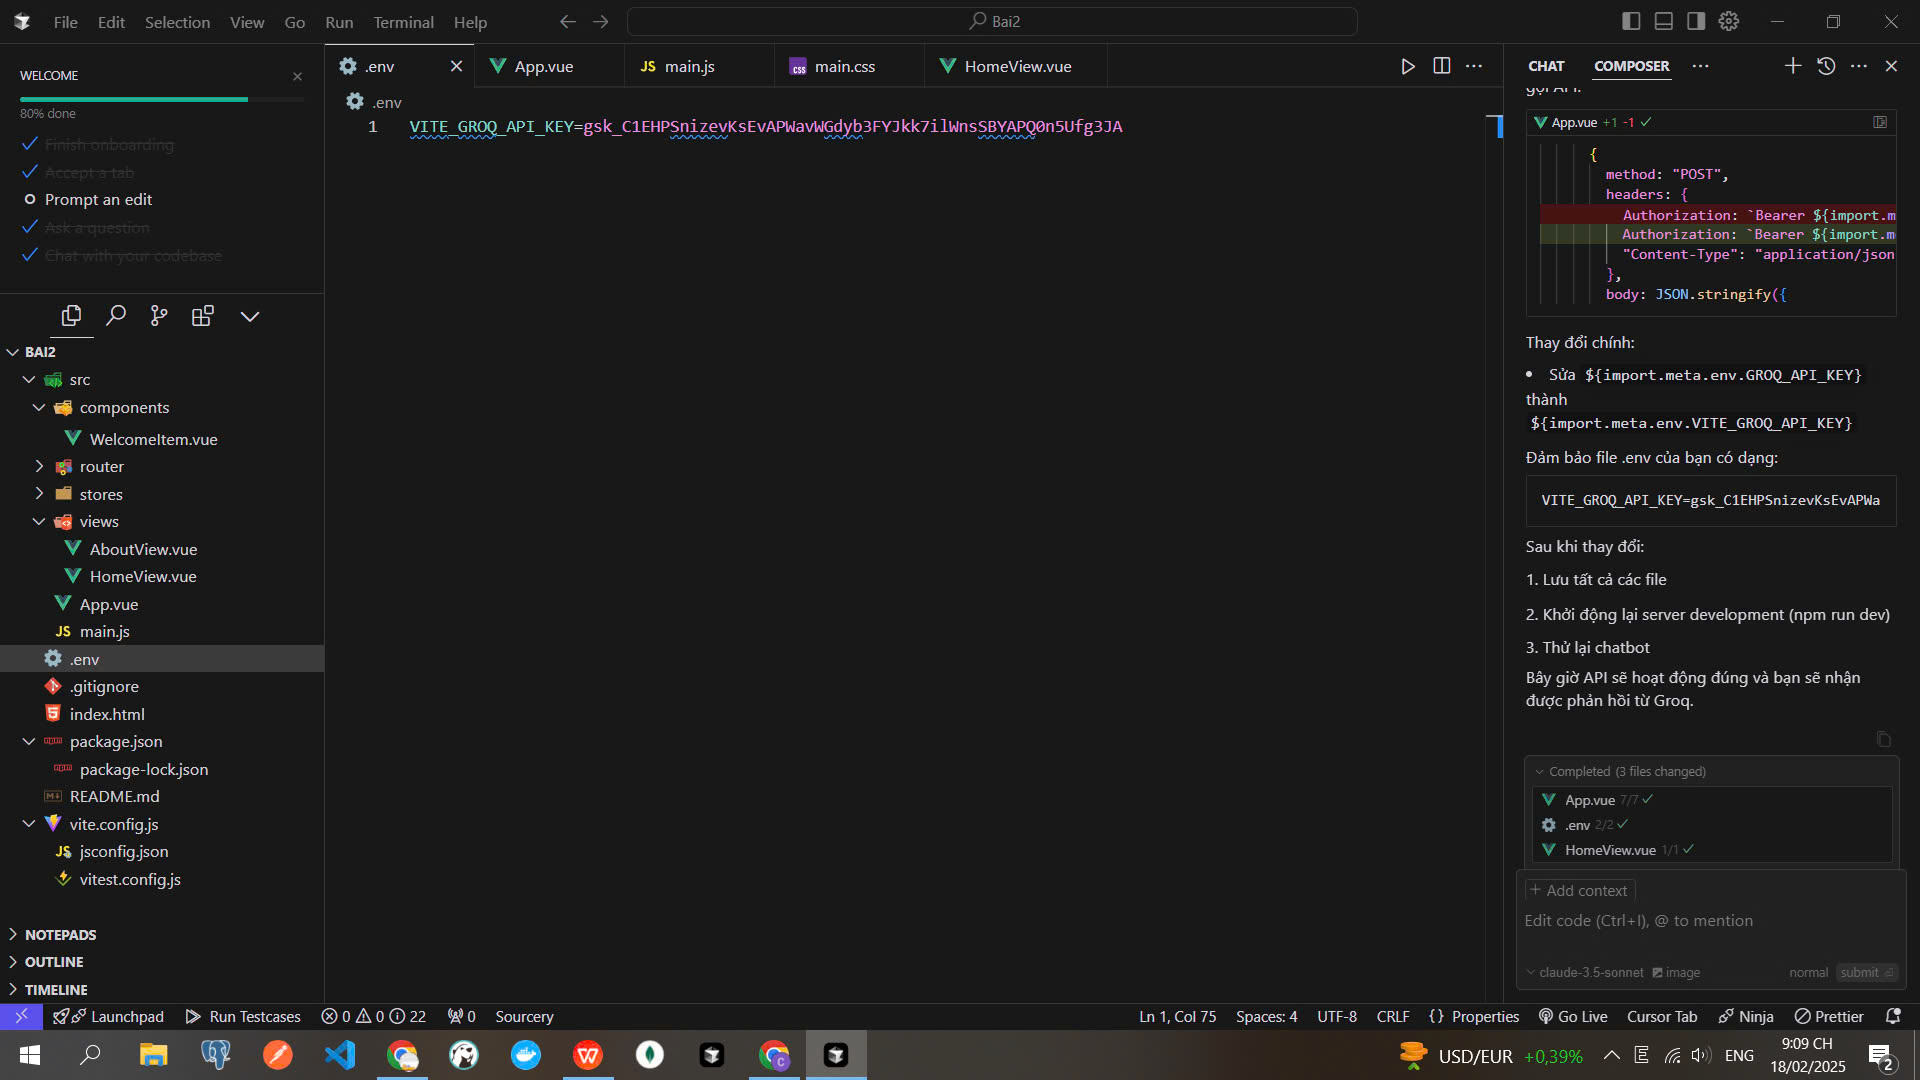 File Edit Selection View Go Run Terminal Help
Bai2
WELCOME
80% done
Finish onboarding
Accept a tab
Prompt an edit
Ask a question
Chat with your codebase
BAI2
src
components
WelcomeItem.vue
router
stores
views
AboutView.vue
HomeView.vue
App.vue
JS main.js
.env
.gitignore
index.html
package.json
package-lock.json
README.md
vite.config.js
JS jsconfig.json
vitest.config.js
NOTEPADS
OUTLINE
TIMELINE
.env App.vue JS main.js css main.css HomeView.vue
.env
1 VITE_GROQ_API_KEY=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
CHAT COMPOSER
gọi API.
App.vue +1 -1
{
method: "POST",
headers: {
Authorization: `Bearer ${import.m
Authorization: `Bearer ${import.me
"Content-Type": "application/json
},
body: JSON.stringify({
Thay đổi chính:
• Sửa ${import.meta.env.GROQ_API_KEY}
thành
${import.meta.env.VITE_GROQ_API_KEY}
Đảm bảo file .env của bạn có dạng:
VITE_GROQ_API_KEY=gsk_C1EHPSnizevKsEvAPWa
Sau khi thay đổi:
1. Lưu tất cả các file
2. Khởi động lại server development (npm run dev)
3. Thử lại chatbot
Bây giờ API sẽ hoạt động đúng và bạn sẽ nhận
được phản hồi từ Groq.
Completed (3 files changed)
App.vue 7/7
.env 2/2
HomeView.vue 1/1
+ Add context
Edit code (Ctrl+I), @ to mention
claude-3.5-sonnet image normal submit
Launchpad Run Testcases 0 0 22 0 Sourcery Ln 1, Col 75 Spaces: 4 UTF-8 CRLF {} Properties Go Live Cursor Tab Ninja Prettier
USD/EUR +0,39% ENG 9:09 CH
18/02/2025
2